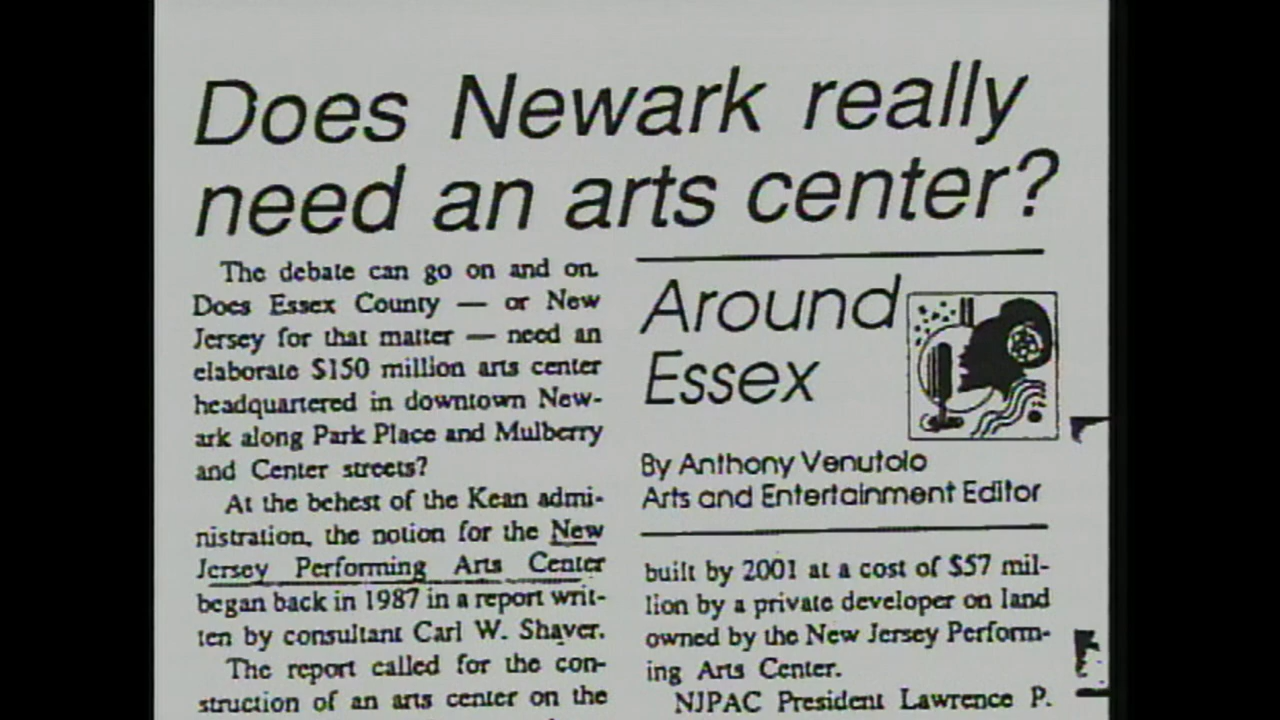 Does Newark really
need an arts center?
The debate can go on and on.
Does Essex County — or New
Jersey for that matter — need an
elaborate $150 million arts center
headquartered in downtown New-
ark along Park Place and Mulberry
and Center streets?
At the behest of the Kean admi-
nistration, the notion for the New
Jersey Performing Arts Center
began back in 1987 in a report writ-
ten by consultant Carl W. Shaver.
The report called for the con-
struction of an arts center on the
Around
Essex
By Anthony Venutolo
Arts and Entertainment Editor
built by 2001 at a cost of $57 mil-
lion by a private developer on land
owned by the New Jersey Perform-
ing Arts Center.
NJPAC President Lawrence P.